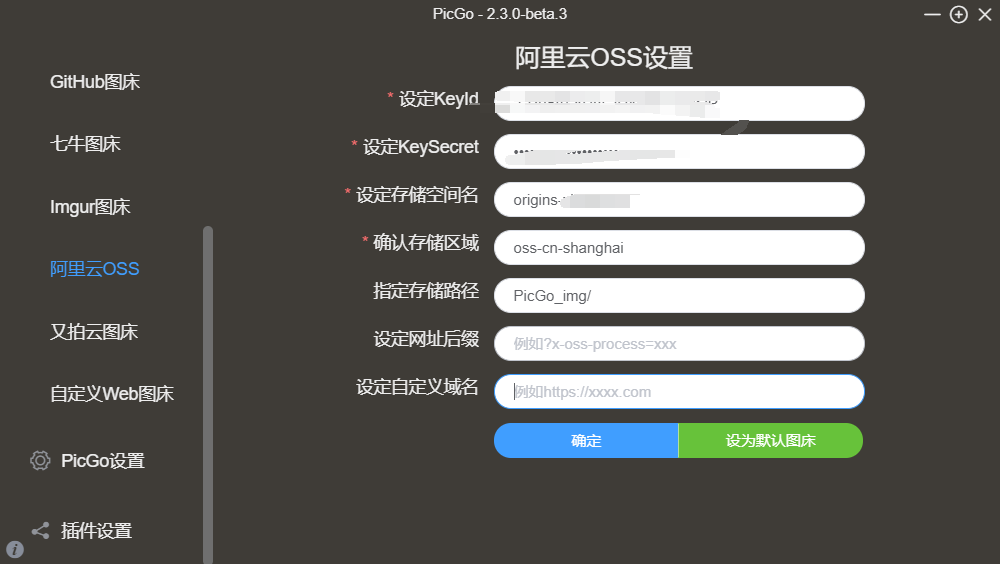 PicGo - 2.3.0-beta.3
阿里云OSS设置
GitHub图床
七牛图床
Imgur图床
阿里云OSS
又拍云图床
自定义Web图床
PicGo设置
插件设置
* 设定KeyId
* 设定KeySecret
* 设定存储空间名 origins-
* 确认存储区域 oss-cn-shanghai
指定存储路径 PicGo_img/
设定网址后缀 例如?x-oss-process=xxx
设定自定义域名 例如https://xxxx.com
确定 设为默认图床